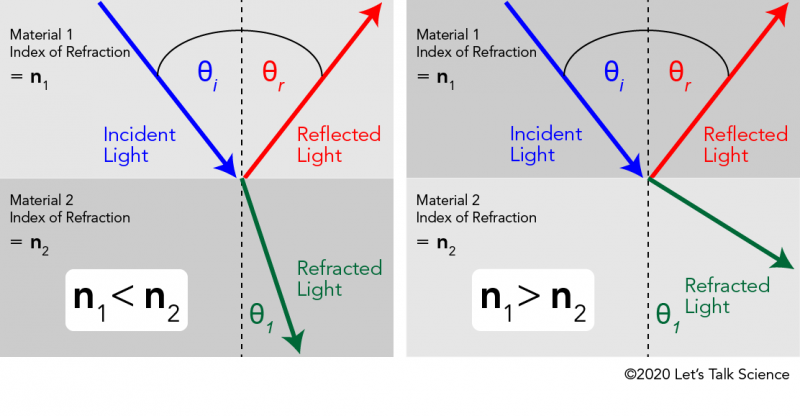 Material 1
Index of Refraction
= n1
θi
θr
Incident
Light
Reflected
Light
Material 2
Index of Refraction
= n2
n1 < n2
Refracted
Light
θ1
Material 1
Index of Refraction
= n1
θi
θr
Incident
Light
Reflected
Light
Material 2
Index of Refraction
= n2
n1 > n2
Refracted
Light
θ1
©2020 Let's Talk Science